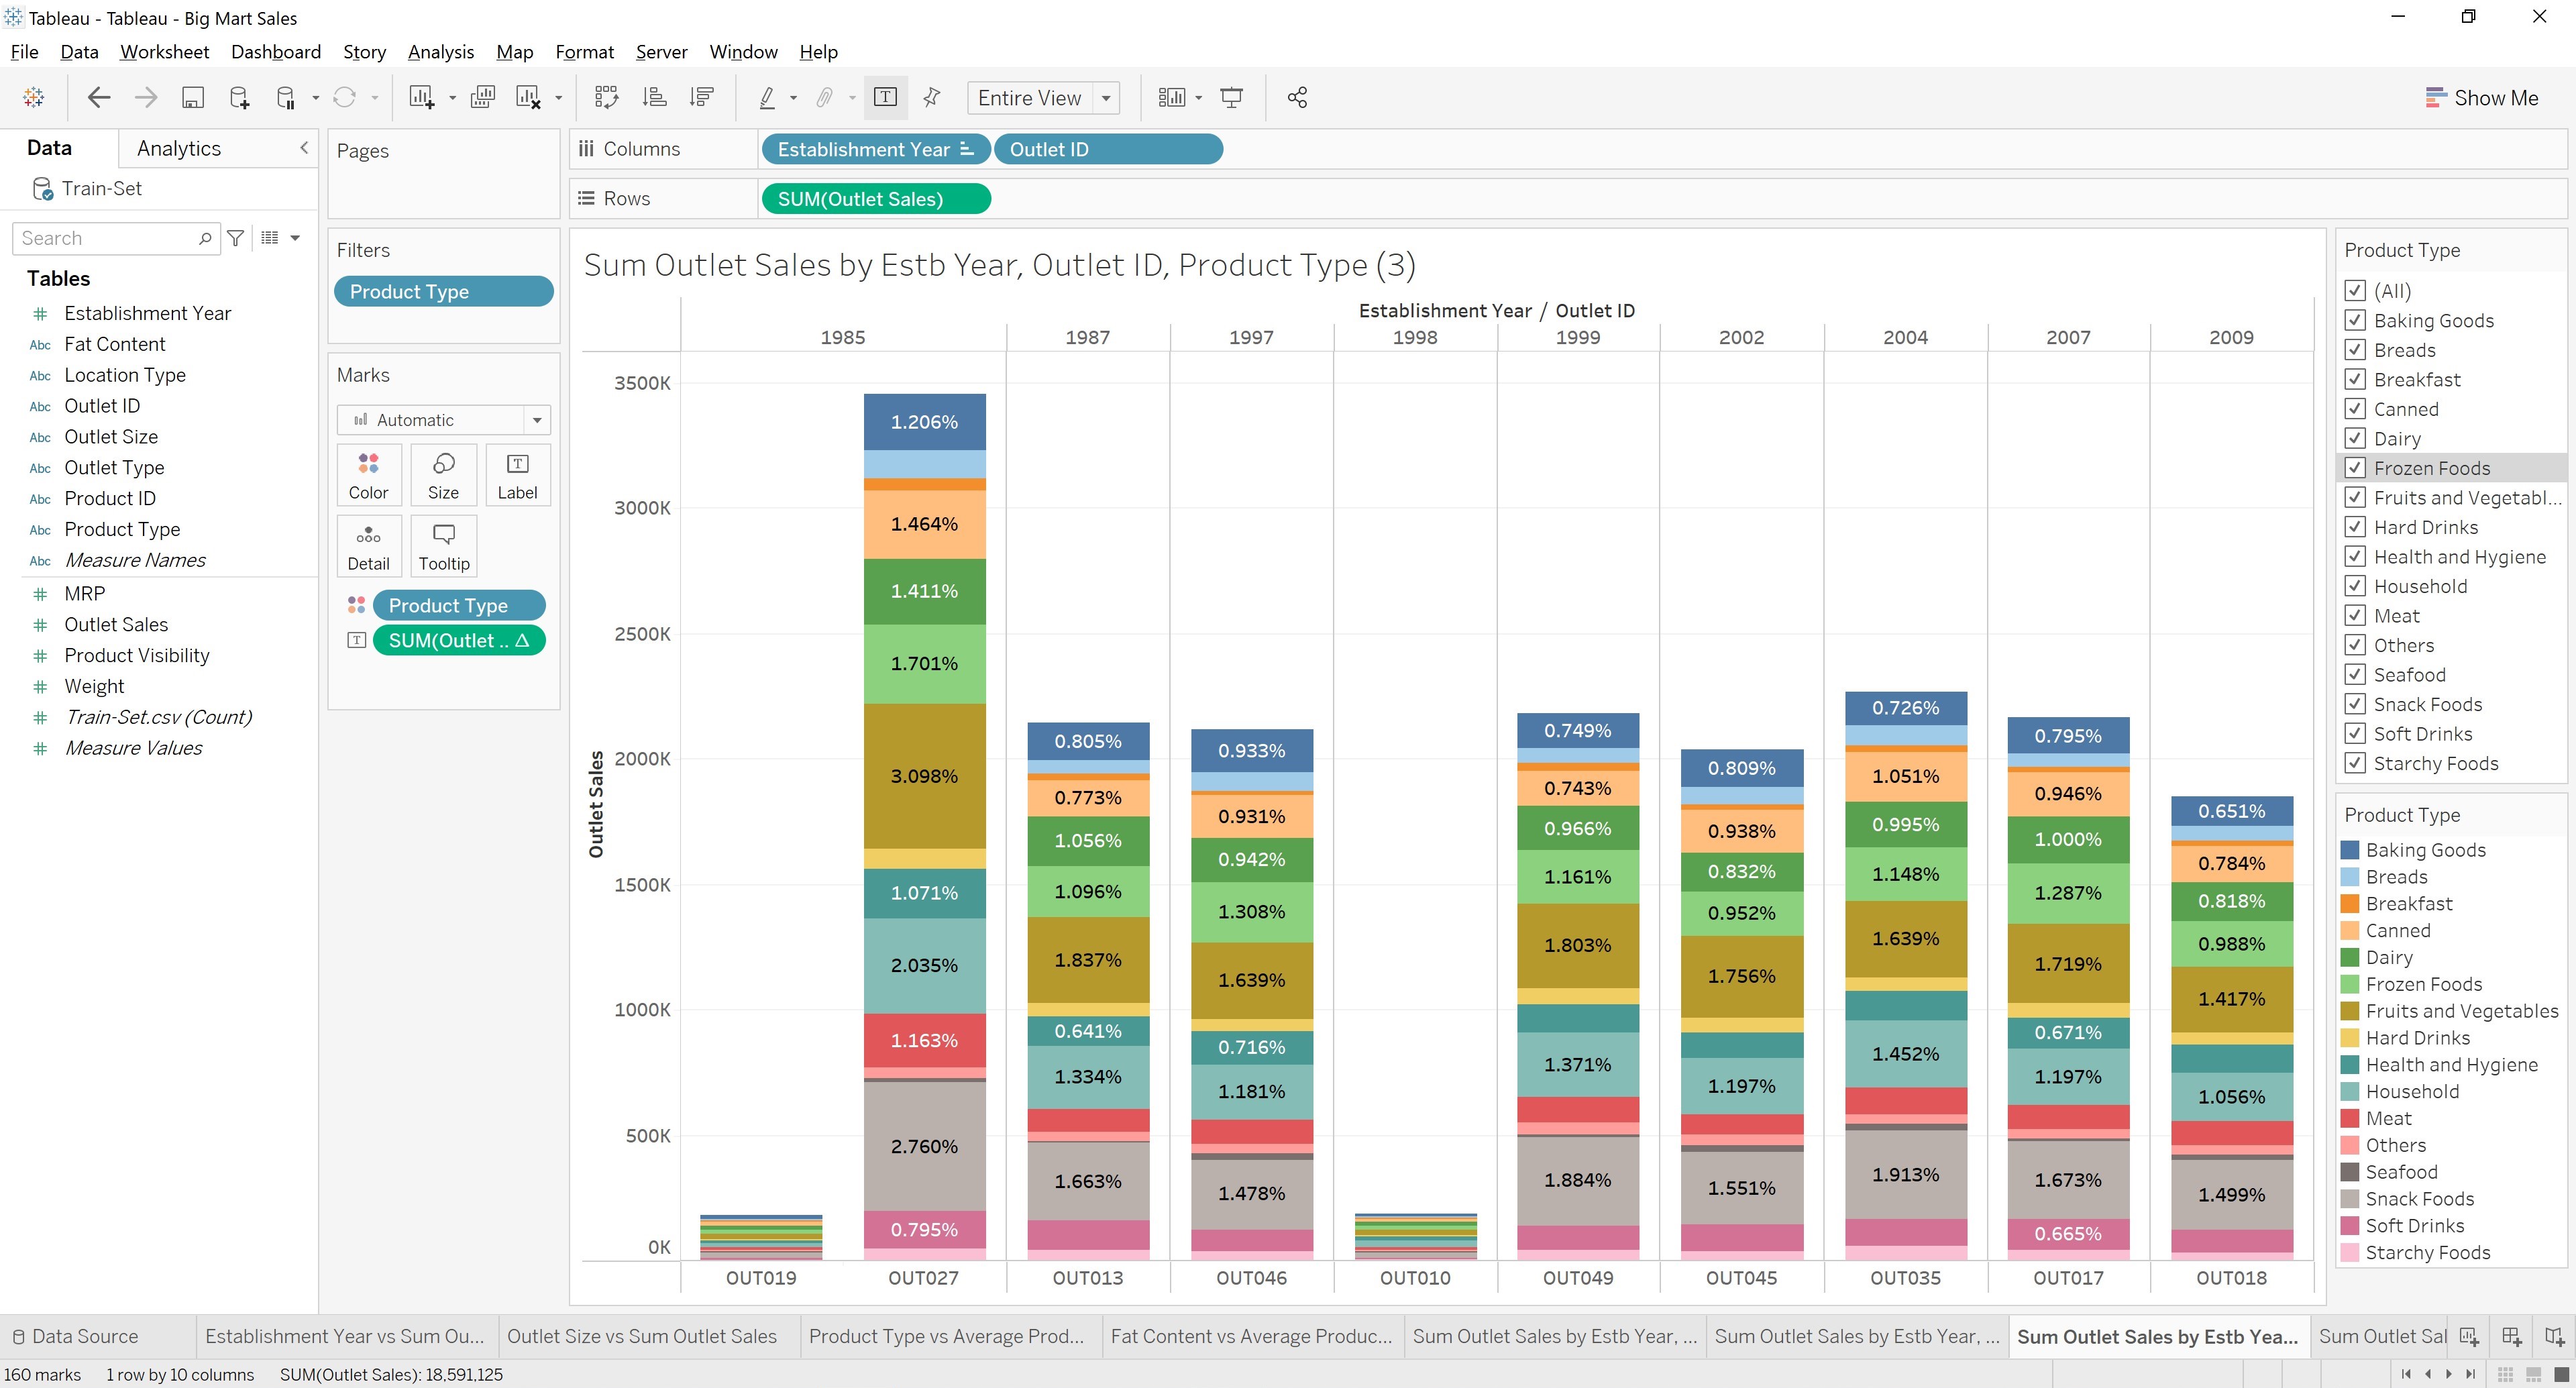 Tableau - Tableau - Big Mart Sales
File Data Worksheet Dashboard Story Analysis Map Format Server Window Help
Entire View
Show Me
Data Analytics
Train-Set
Search
Tables
Establishment Year
Abc Fat Content
Abc Location Type
Abc Outlet ID
Abc Outlet Size
Abc Outlet Type
Abc Product ID
Abc Product Type
Abc Measure Names
MRP
Outlet Sales
Product Visibility
Weight
Train-Set.csv (Count)
Measure Values
Pages
Filters
Product Type
Marks
Automatic
Color Size Label
Detail Tooltip
Product Type
SUM(Outlet .. Δ
Columns Establishment Year Outlet ID
Rows SUM(Outlet Sales)
Sum Outlet Sales by Estb Year, Outlet ID, Product Type (3)
Establishment Year / Outlet ID
1985 1987 1997 1998 1999 2002 2004 2007 2009
Outlet Sales
3500K
3000K
2500K
2000K
1500K
1000K
500K
0K
1.206%
1.464%
1.411%
1.701%
3.098%
1.071%
2.035%
1.163%
2.760%
0.795%
0.805%
0.773%
1.056%
1.096%
1.837%
0.641%
1.334%
1.663%
0.933%
0.931%
0.942%
1.308%
1.639%
0.716%
1.181%
1.478%
0.749%
0.743%
0.966%
1.161%
1.803%
1.371%
1.884%
0.809%
0.938%
0.832%
0.952%
1.756%
1.197%
1.551%
0.726%
1.051%
0.995%
1.148%
1.639%
1.452%
1.913%
0.795%
0.946%
1.000%
1.287%
1.719%
0.671%
1.197%
1.673%
0.665%
0.651%
0.784%
0.818%
0.988%
1.417%
1.056%
1.499%
OUT019 OUT027 OUT013 OUT046 OUT010 OUT049 OUT045 OUT035 OUT017 OUT018
Product Type
(All)
Baking Goods
Breads
Breakfast
Canned
Dairy
Frozen Foods
Fruits and Vegetabl...
Hard Drinks
Health and Hygiene
Household
Meat
Others
Seafood
Snack Foods
Soft Drinks
Starchy Foods
Product Type
Baking Goods
Breads
Breakfast
Canned
Dairy
Frozen Foods
Fruits and Vegetables
Hard Drinks
Health and Hygiene
Household
Meat
Others
Seafood
Snack Foods
Soft Drinks
Starchy Foods
Data Source Establishment Year vs Sum Ou... Outlet Size vs Sum Outlet Sales Product Type vs Average Prod... Fat Content vs Average Produc... Sum Outlet Sales by Estb Year, ... Sum Outlet Sales by Estb Year, ... Sum Outlet Sales by Estb Yea... Sum Outlet Sal
160 marks 1 row by 10 columns SUM(Outlet Sales): 18,591,125